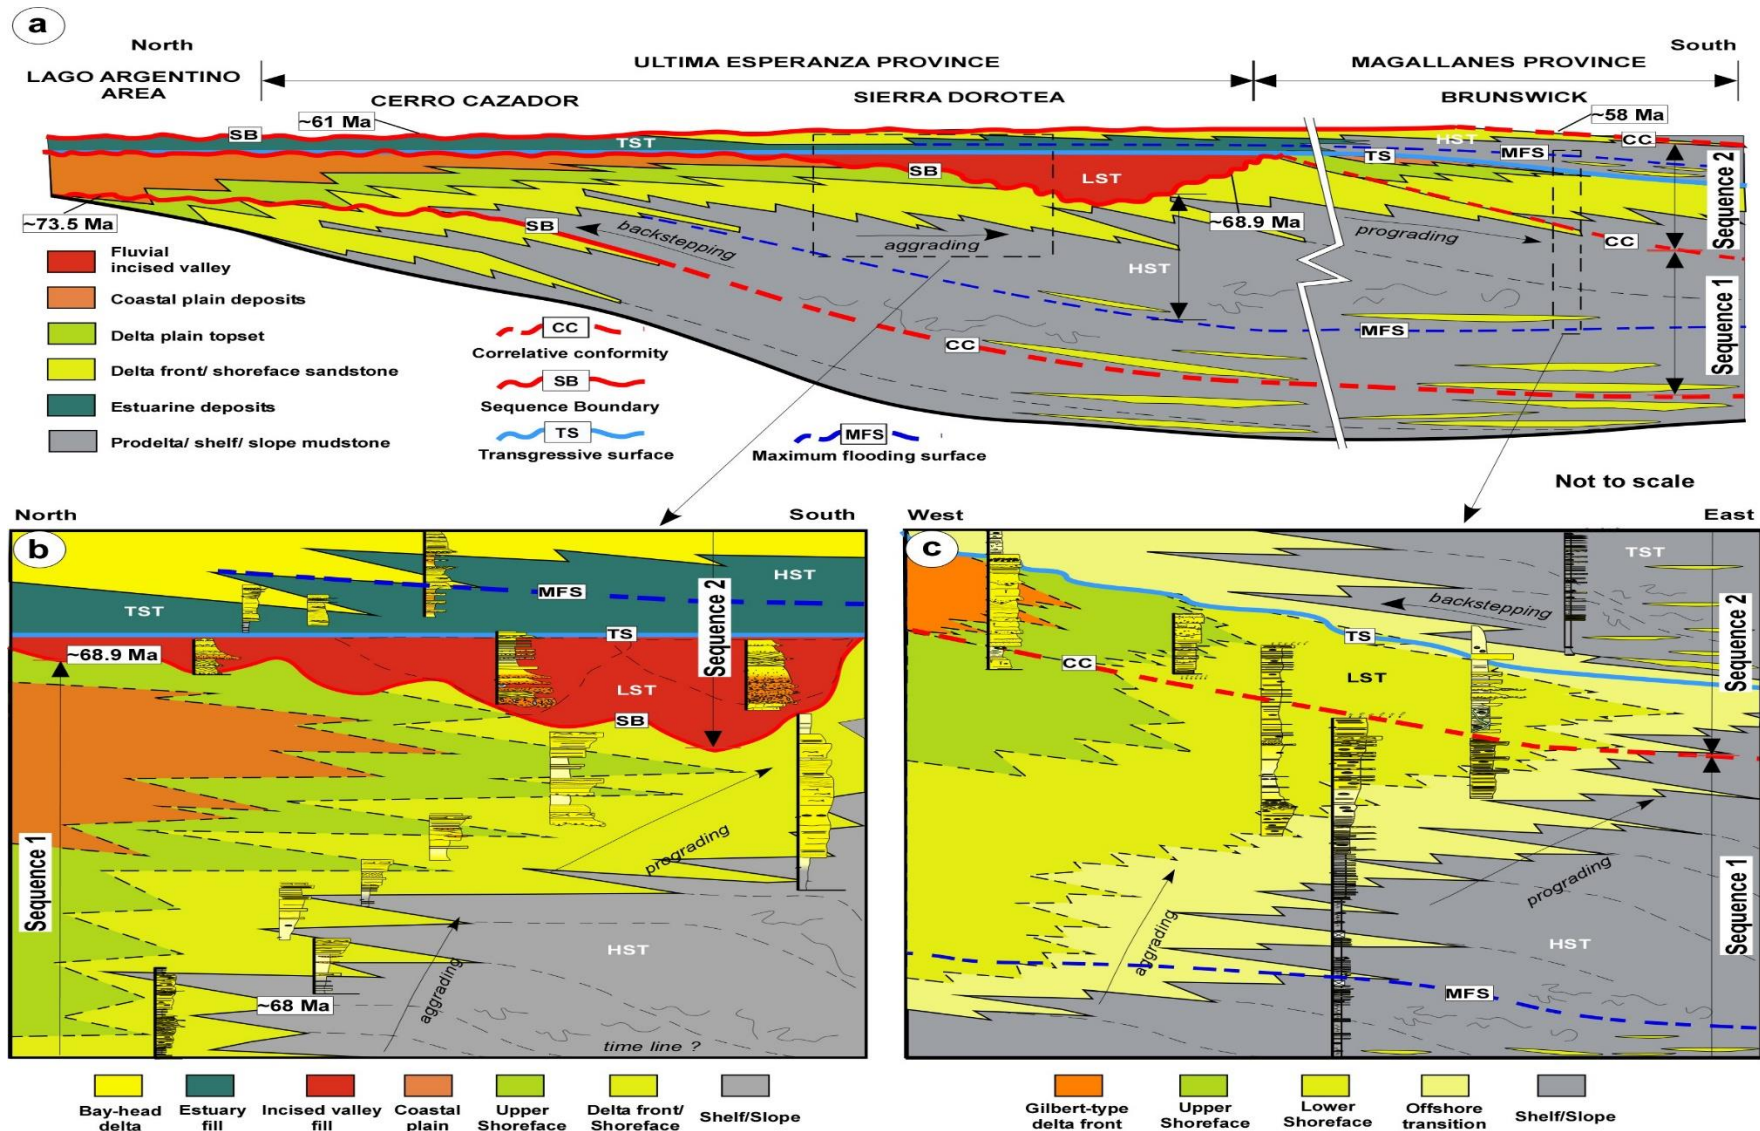 a
North
South
LAGO ARGENTINO
AREA
ULTIMA ESPERANZA PROVINCE
MAGALLANES PROVINCE
CERRO CAZADOR
SIERRA DOROTEA
BRUNSWICK
SB
~61 Ma
~58 Ma
TST
HST
CC
TS
MFS
SB
LST
~73.5 Ma
SB
backstepping
aggrading
~68.9 Ma
prograding
CC
HST
MFS
CC
Sequence 2
Sequence 1
Fluvial
incised valley
Coastal plain deposits
Delta plain topset
Delta front/ shoreface sandstone
Estuarine deposits
Prodelta/ shelf/ slope mudstone
CC
Correlative conformity
SB
Sequence Boundary
TS
Transgressive surface
MFS
Maximum flooding surface
Not to scale
North
South
b
HST
MFS
TST
TS
~68.9 Ma
LST
SB
Sequence 2
Sequence 1
prograding
HST
aggrading
~68 Ma
time line ?
Bay-head
delta
Estuary
fill
Incised valley
fill
Coastal
plain
Upper
Shoreface
Delta front/
Shoreface
Shelf/Slope
West
East
c
TST
backstepping
TS
CC
LST
Sequence 2
Sequence 1
prograding
aggrading
HST
MFS
Gilbert-type
delta front
Upper
Shoreface
Lower
Shoreface
Offshore
transition
Shelf/Slope